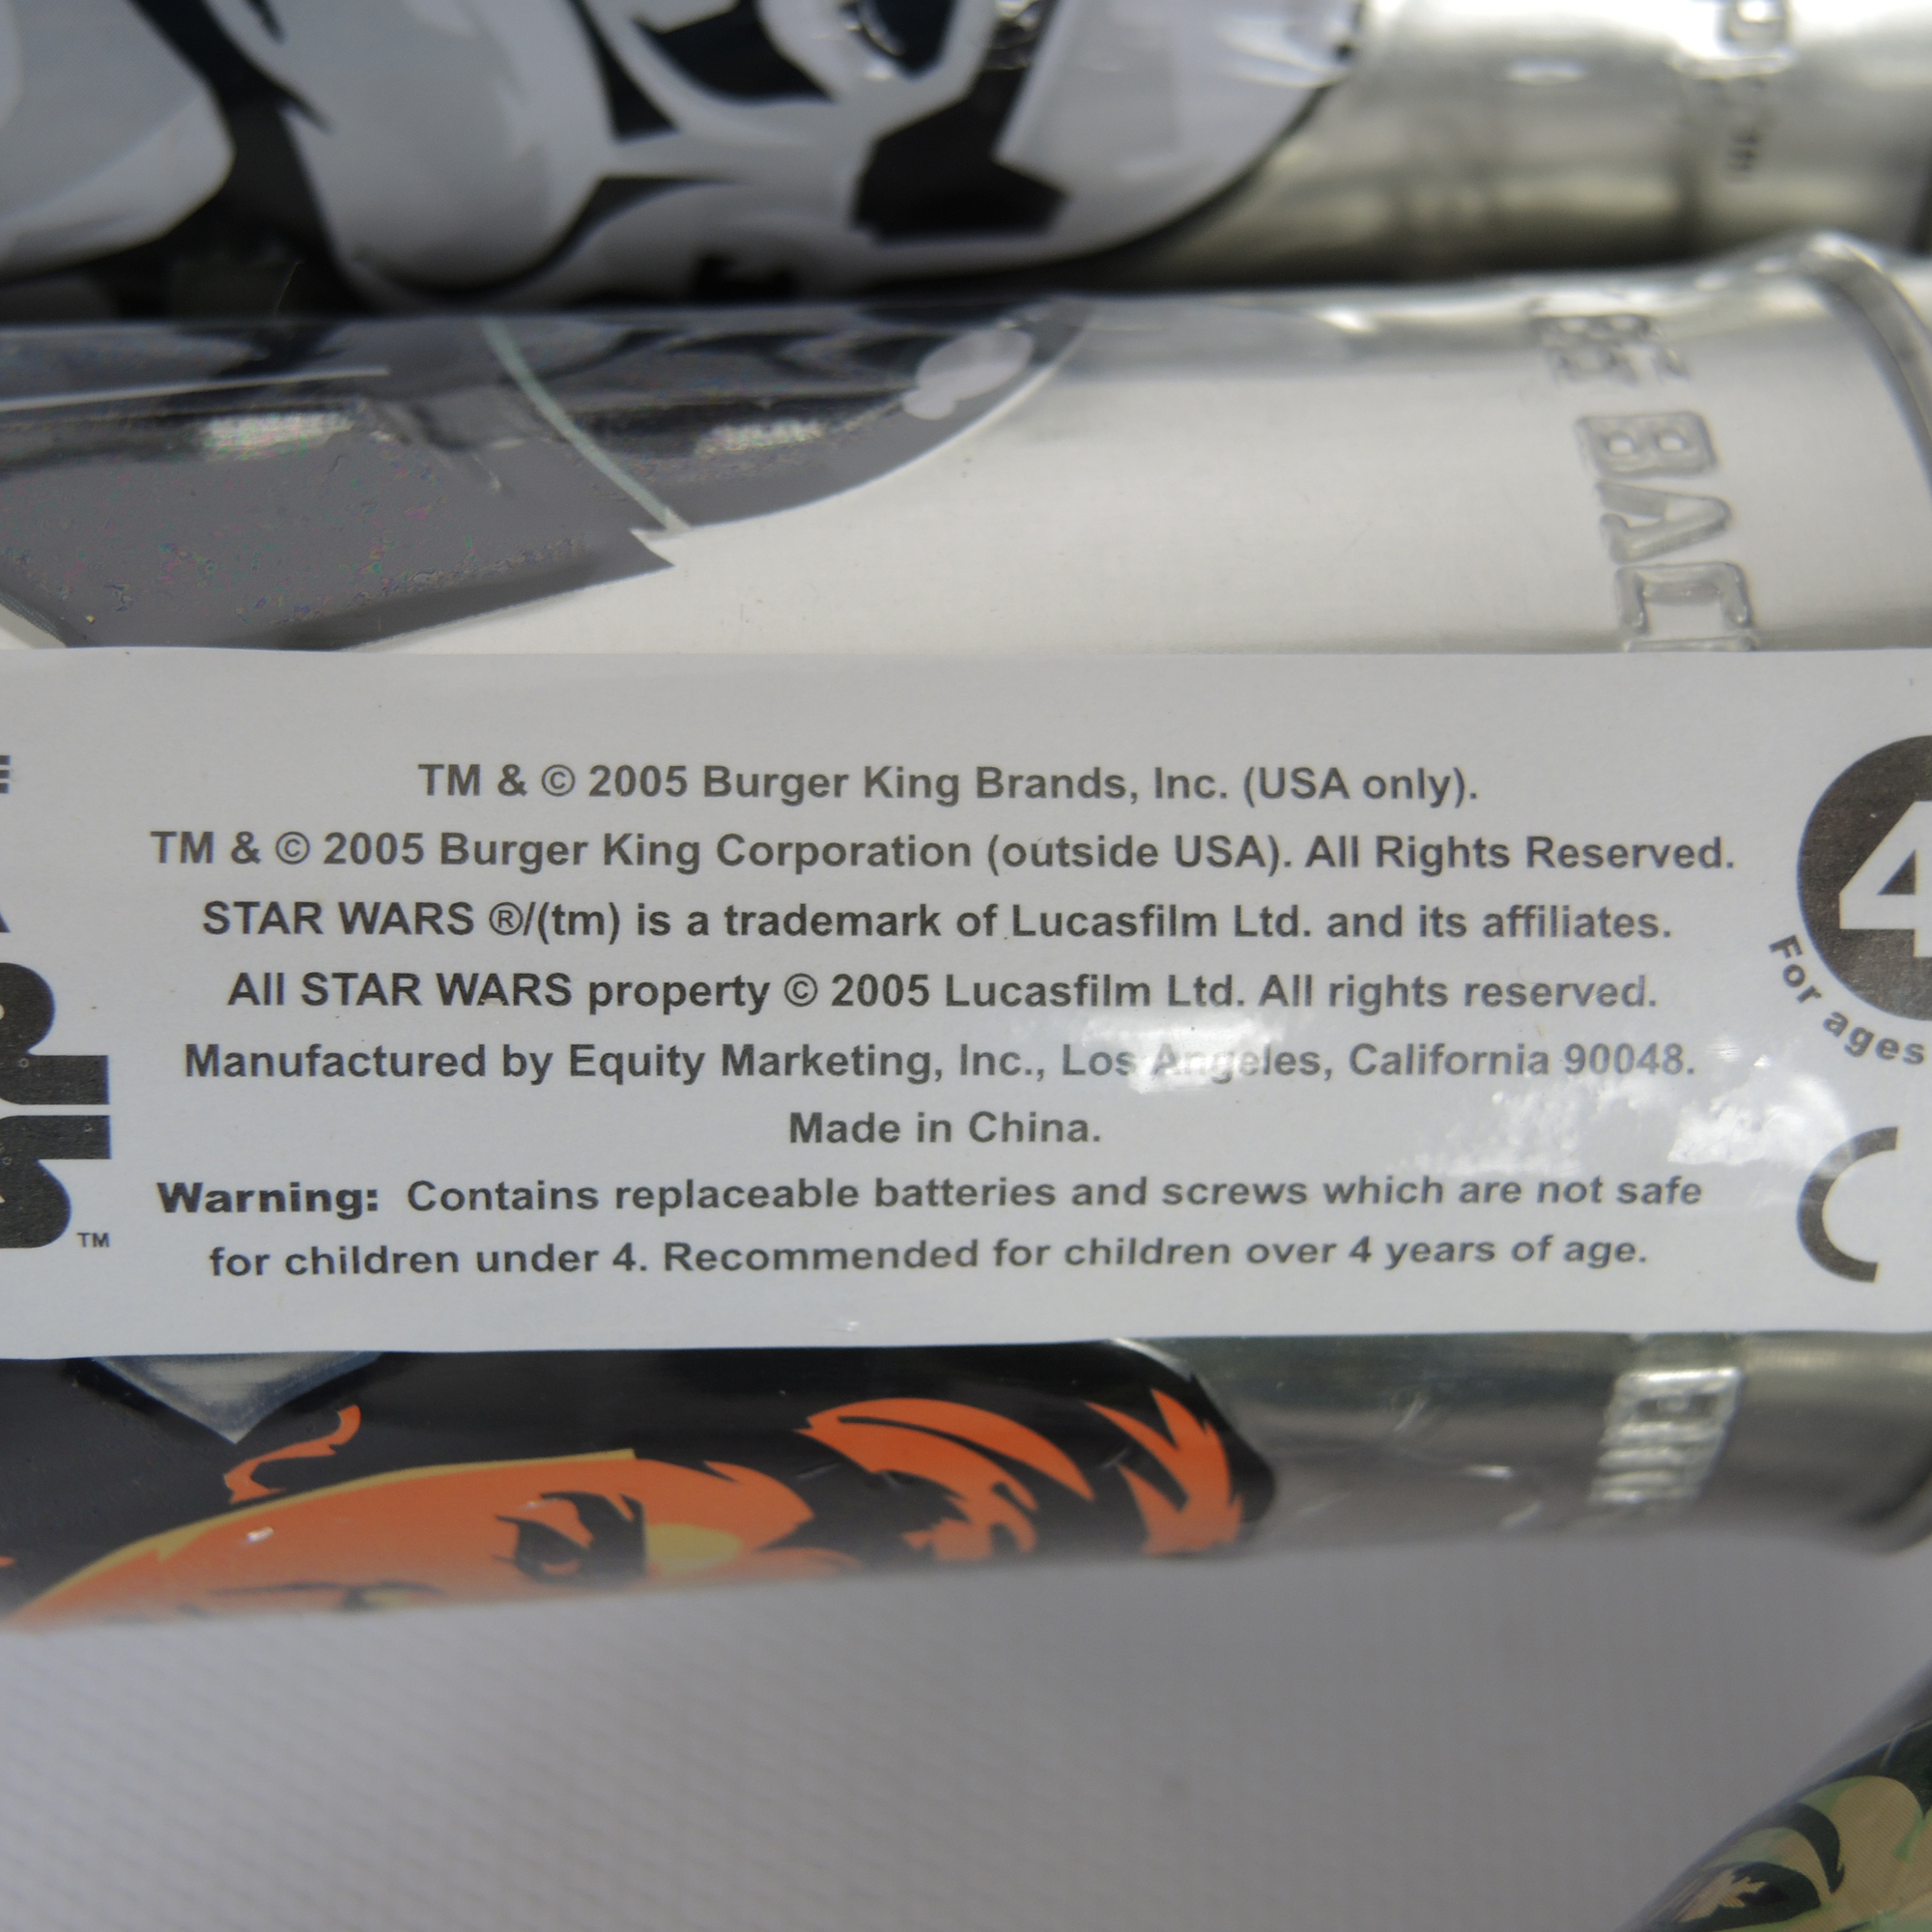 TM & © 2005 Burger King Brands, Inc. (USA only).
TM & © 2005 Burger King Corporation (outside USA). All Rights Reserved.
STAR WARS ®/(tm) is a trademark of Lucasfilm Ltd. and its affiliates.
All STAR WARS property © 2005 Lucasfilm Ltd. All rights reserved.
Manufactured by Equity Marketing, Inc., Los Angeles, California 90048.
Made in China.
Warning: Contains replaceable batteries and screws which are not safe
for children under 4. Recommended for children over 4 years of age.
TM
4
For ages